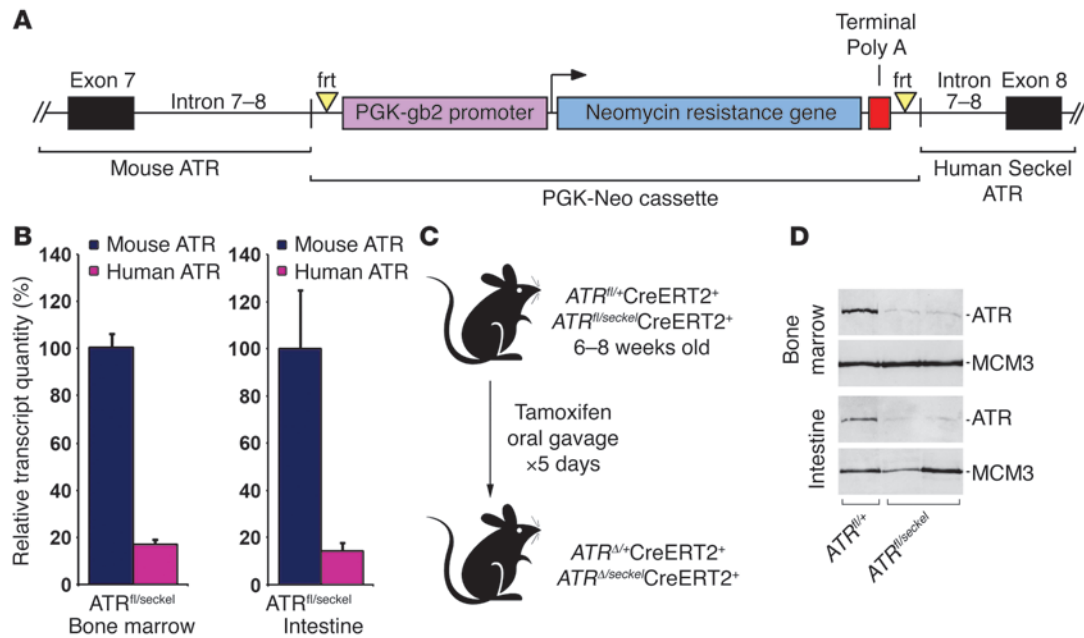 A
Terminal
Poly A
Exon 7
Intron 7–8
frt
PGK-gb2 promoter
Neomycin resistance gene
frt
Intron
7–8
Exon 8
Mouse ATR
PGK-Neo cassette
Human Seckel
ATR
B
Mouse ATR
Human ATR
Relative transcript quantity (%)
140
120
100
80
60
40
20
0
ATRfl/seckel
Bone marrow
Mouse ATR
Human ATR
140
120
100
80
60
40
20
0
ATRfl/seckel
Intestine
C
ATRfl/+CreERT2+
ATRfl/seckelCreERT2+
6–8 weeks old
Tamoxifen
oral gavage
×5 days
ATRΔ/+CreERT2+
ATRΔ/seckelCreERT2+
D
Bone
marrow
-ATR
-MCM3
Intestine
-ATR
-MCM3
ATRfl/+
ATRfl/seckel